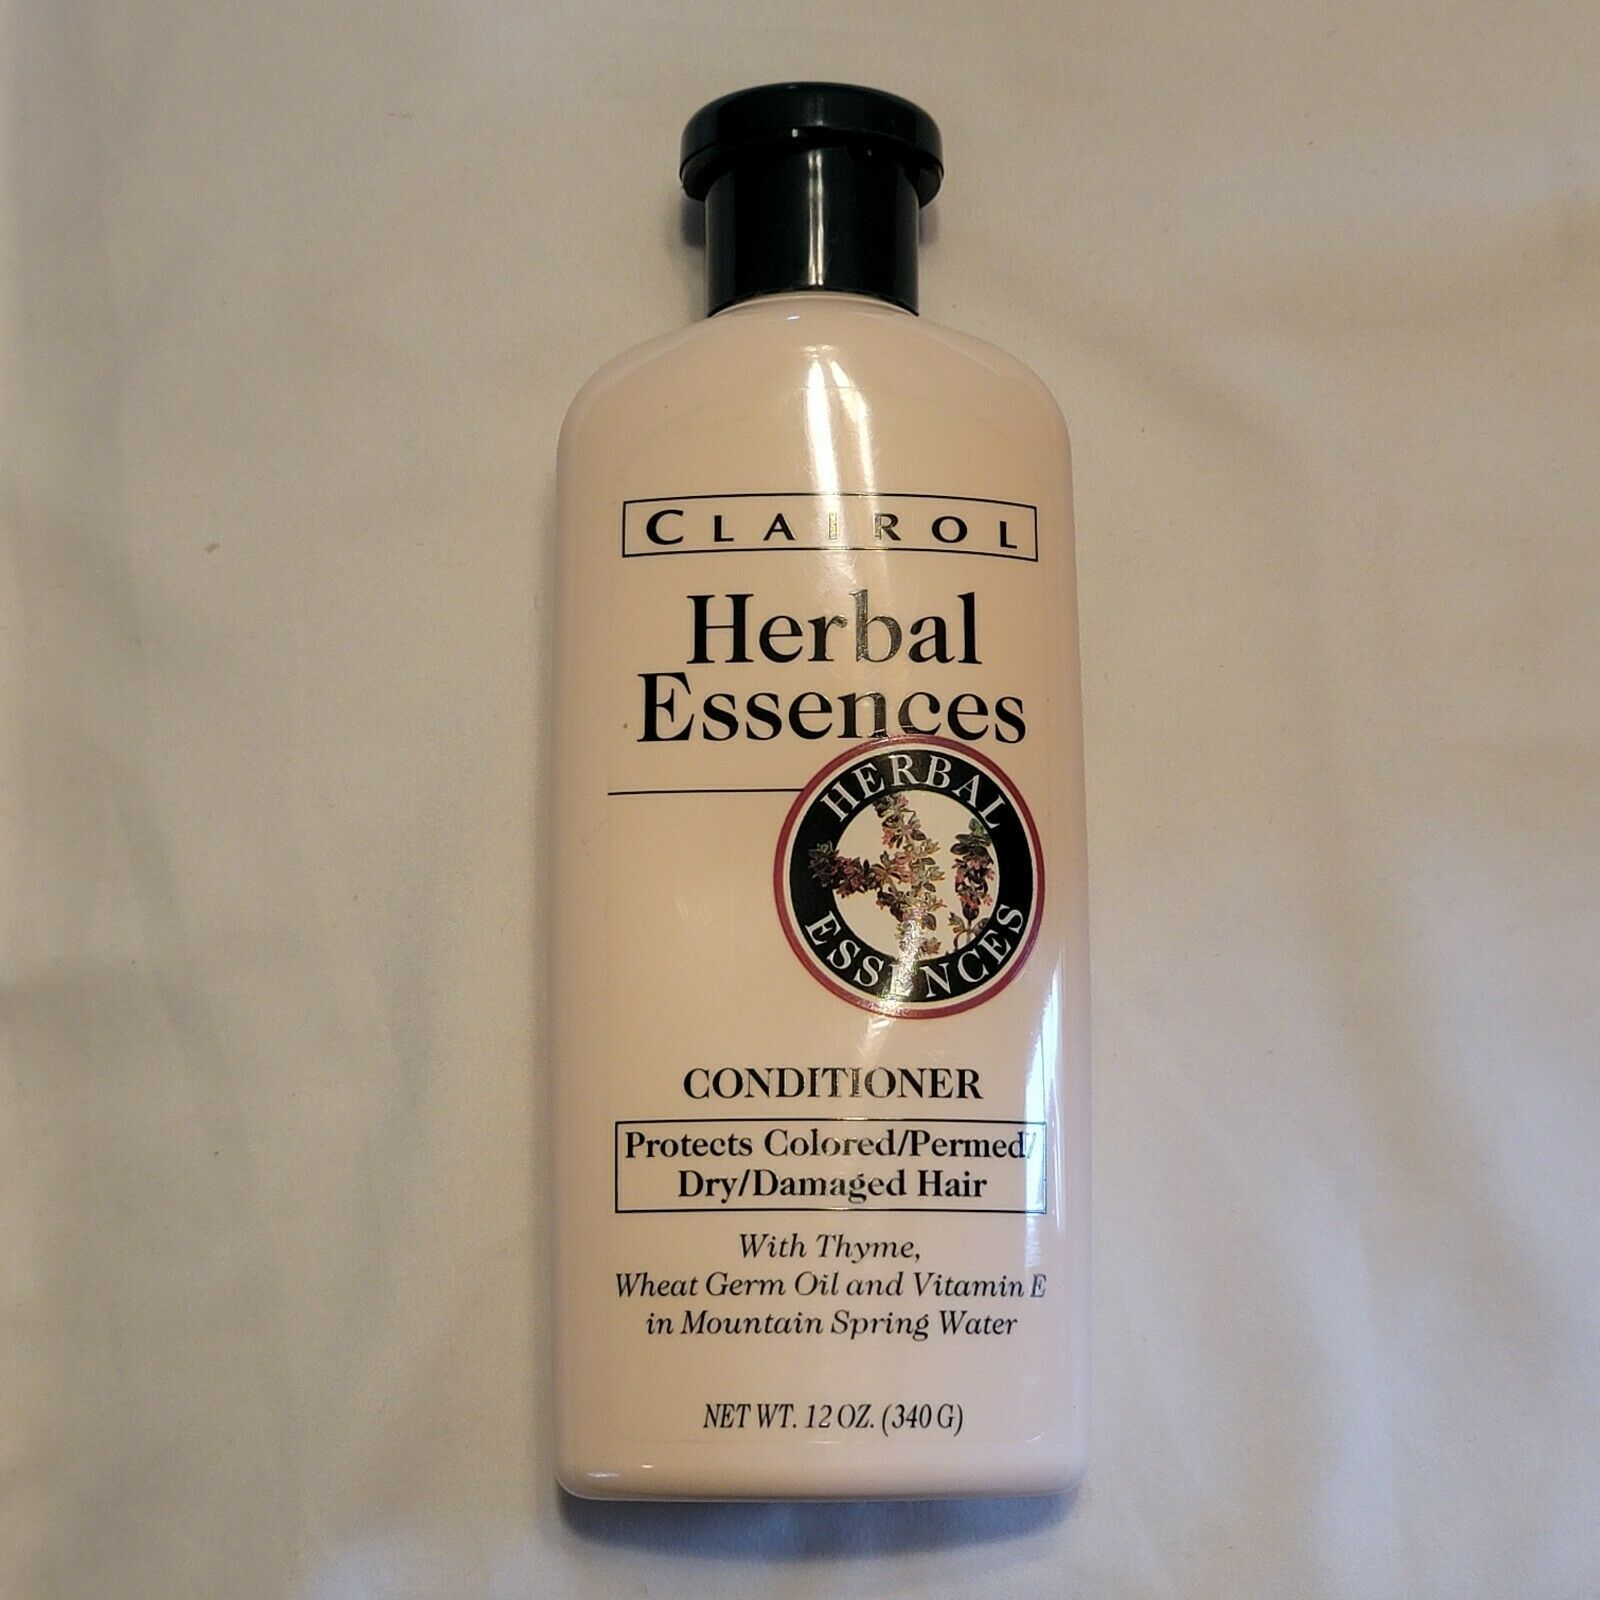 CLAIROL
Herbal
Essences
HERBAL
ESSENCES
CONDITIONER
Protects Colored/Permed/
Dry/Damaged Hair
With Thyme,
Wheat Germ Oil and Vitamin E
in Mountain Spring Water
NET WT. 12 OZ. (340 G)